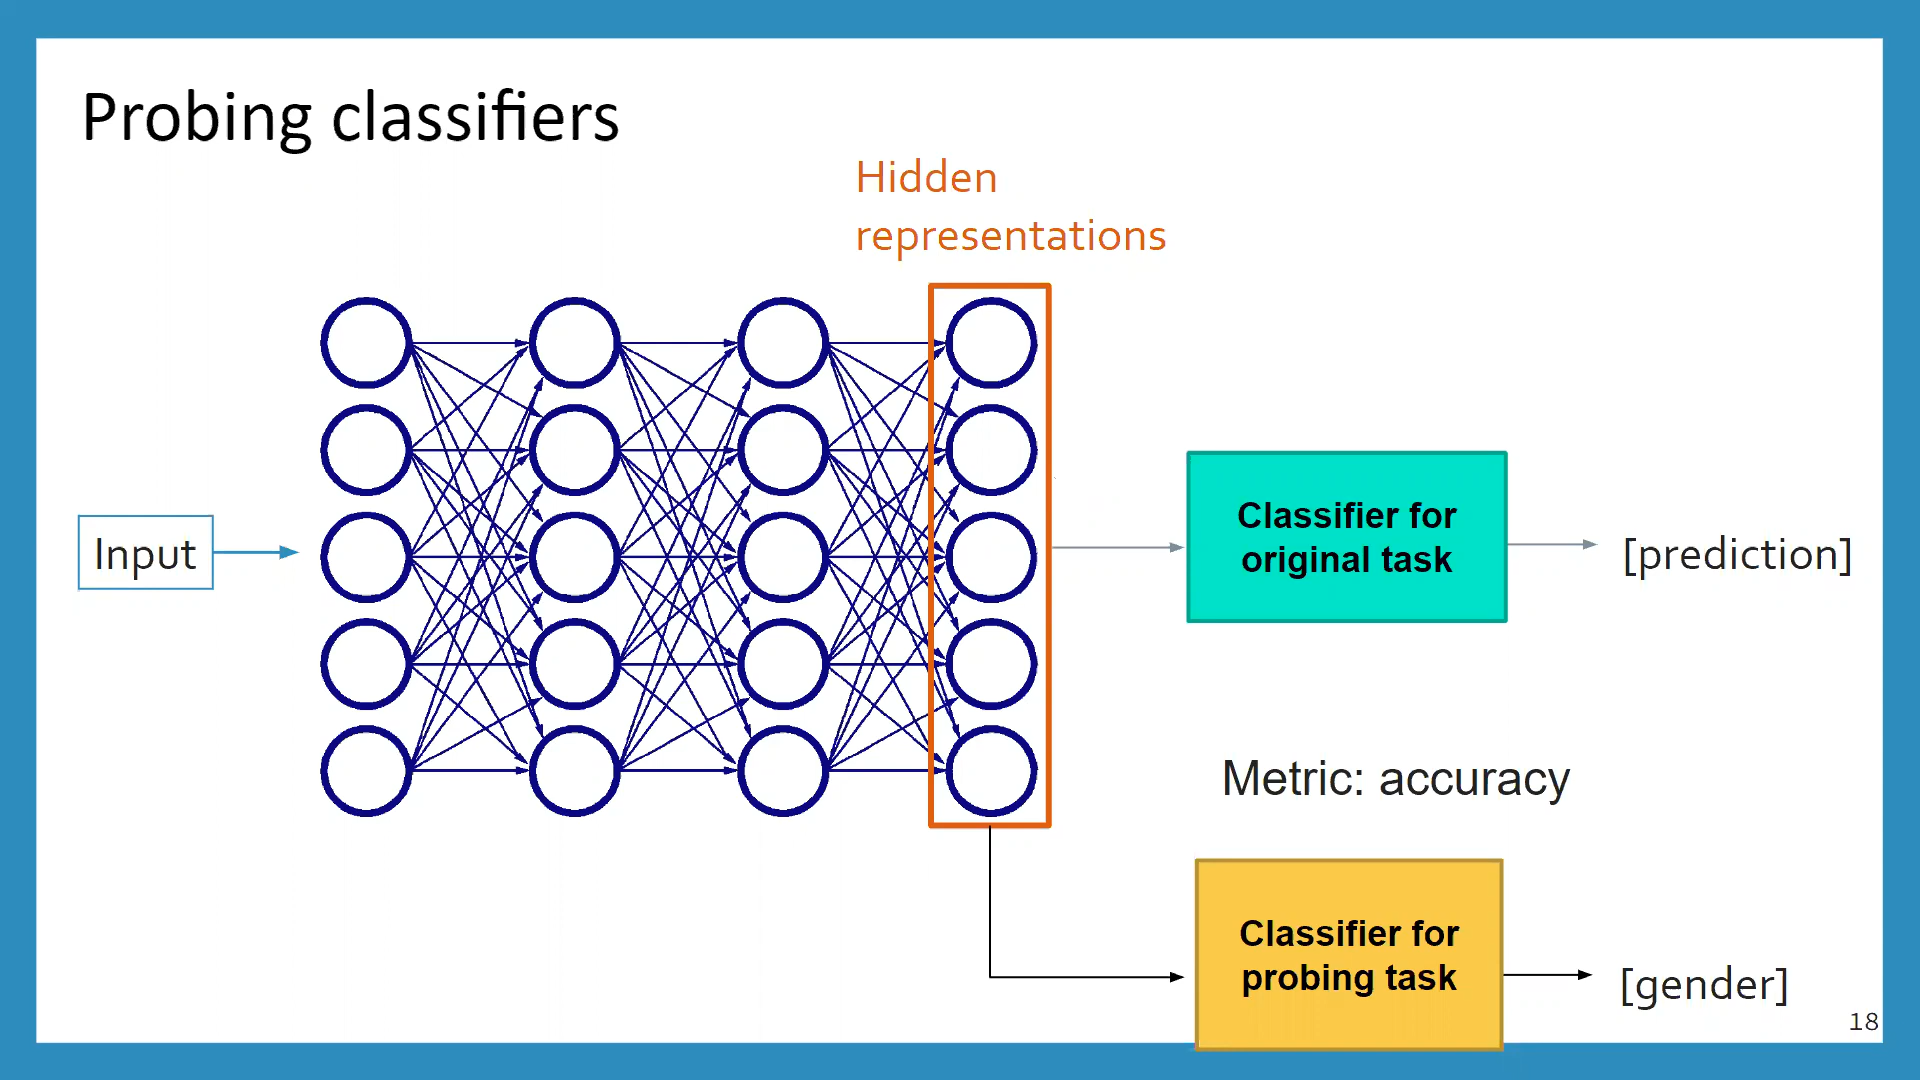 Probing classifiers
Hidden
representations
Input
Classifier for
original task
[prediction]
Metric: accuracy
Classifier for
probing task
[gender]
18